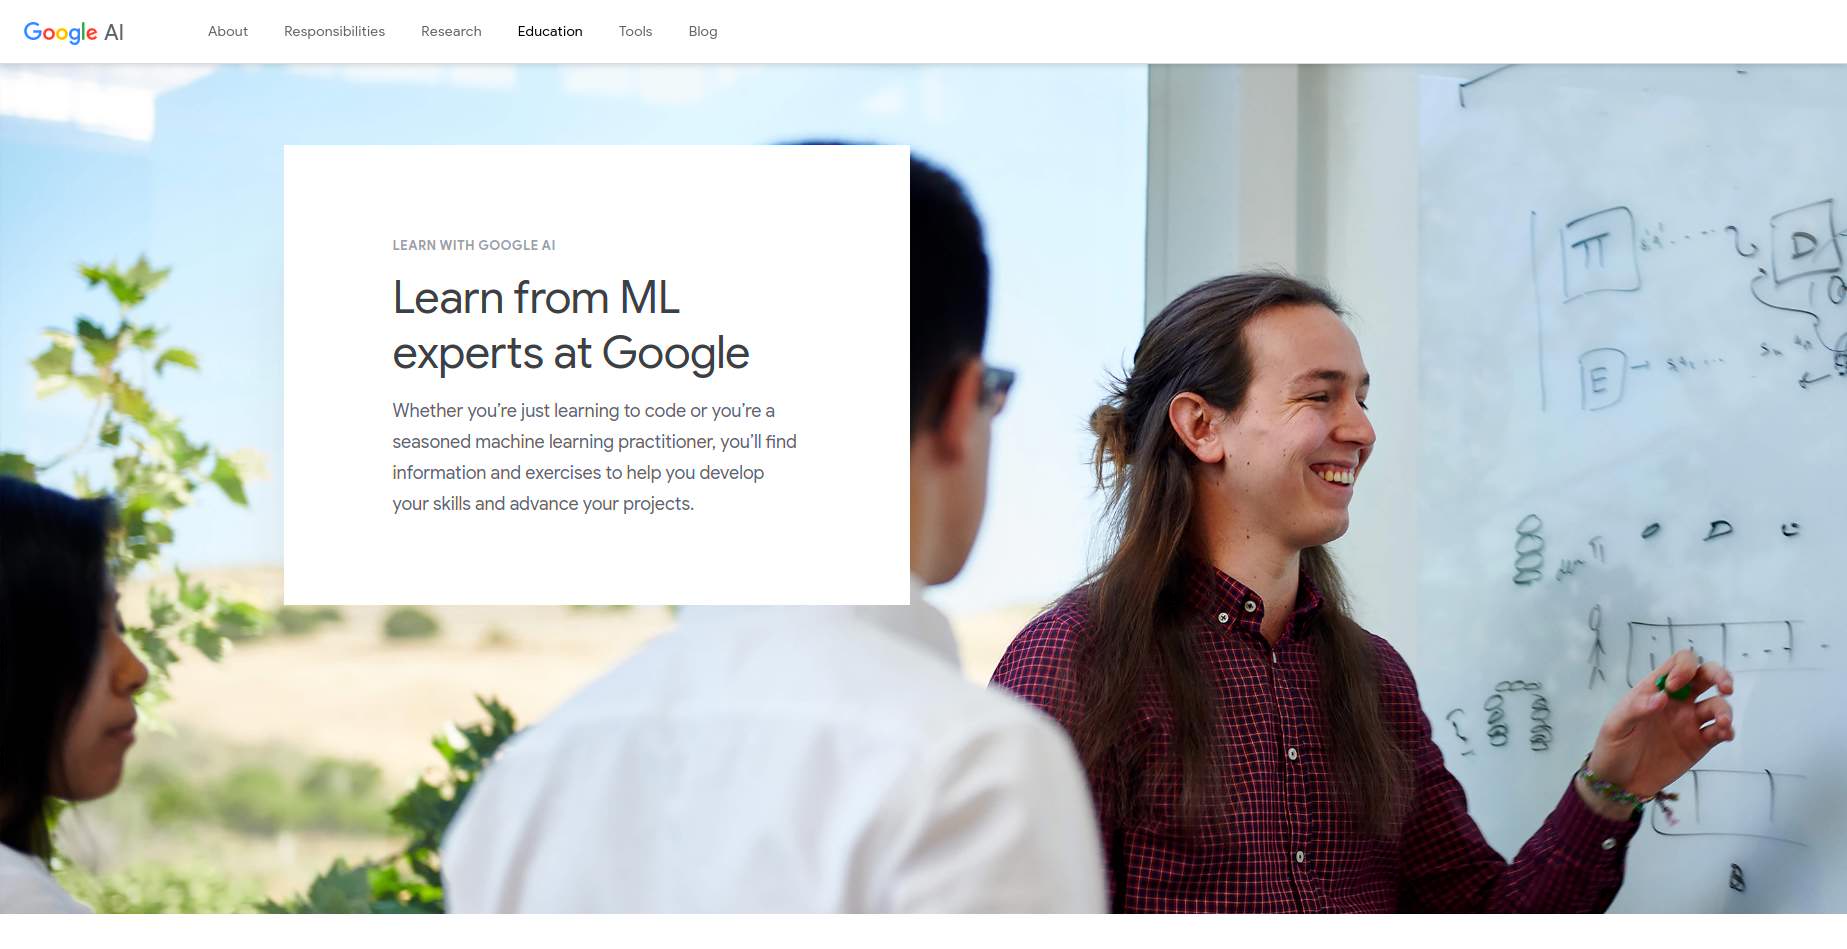 Google AI
About
Responsibilities
Research
Education
Tools
Blog
LEARN WITH GOOGLE AI
Learn from ML
experts at Google
Whether you're just learning to code or you're a
seasoned machine learning practitioner, you'll find
information and exercises to help you develop
your skills and advance your projects.
π
D
E
π
D
B